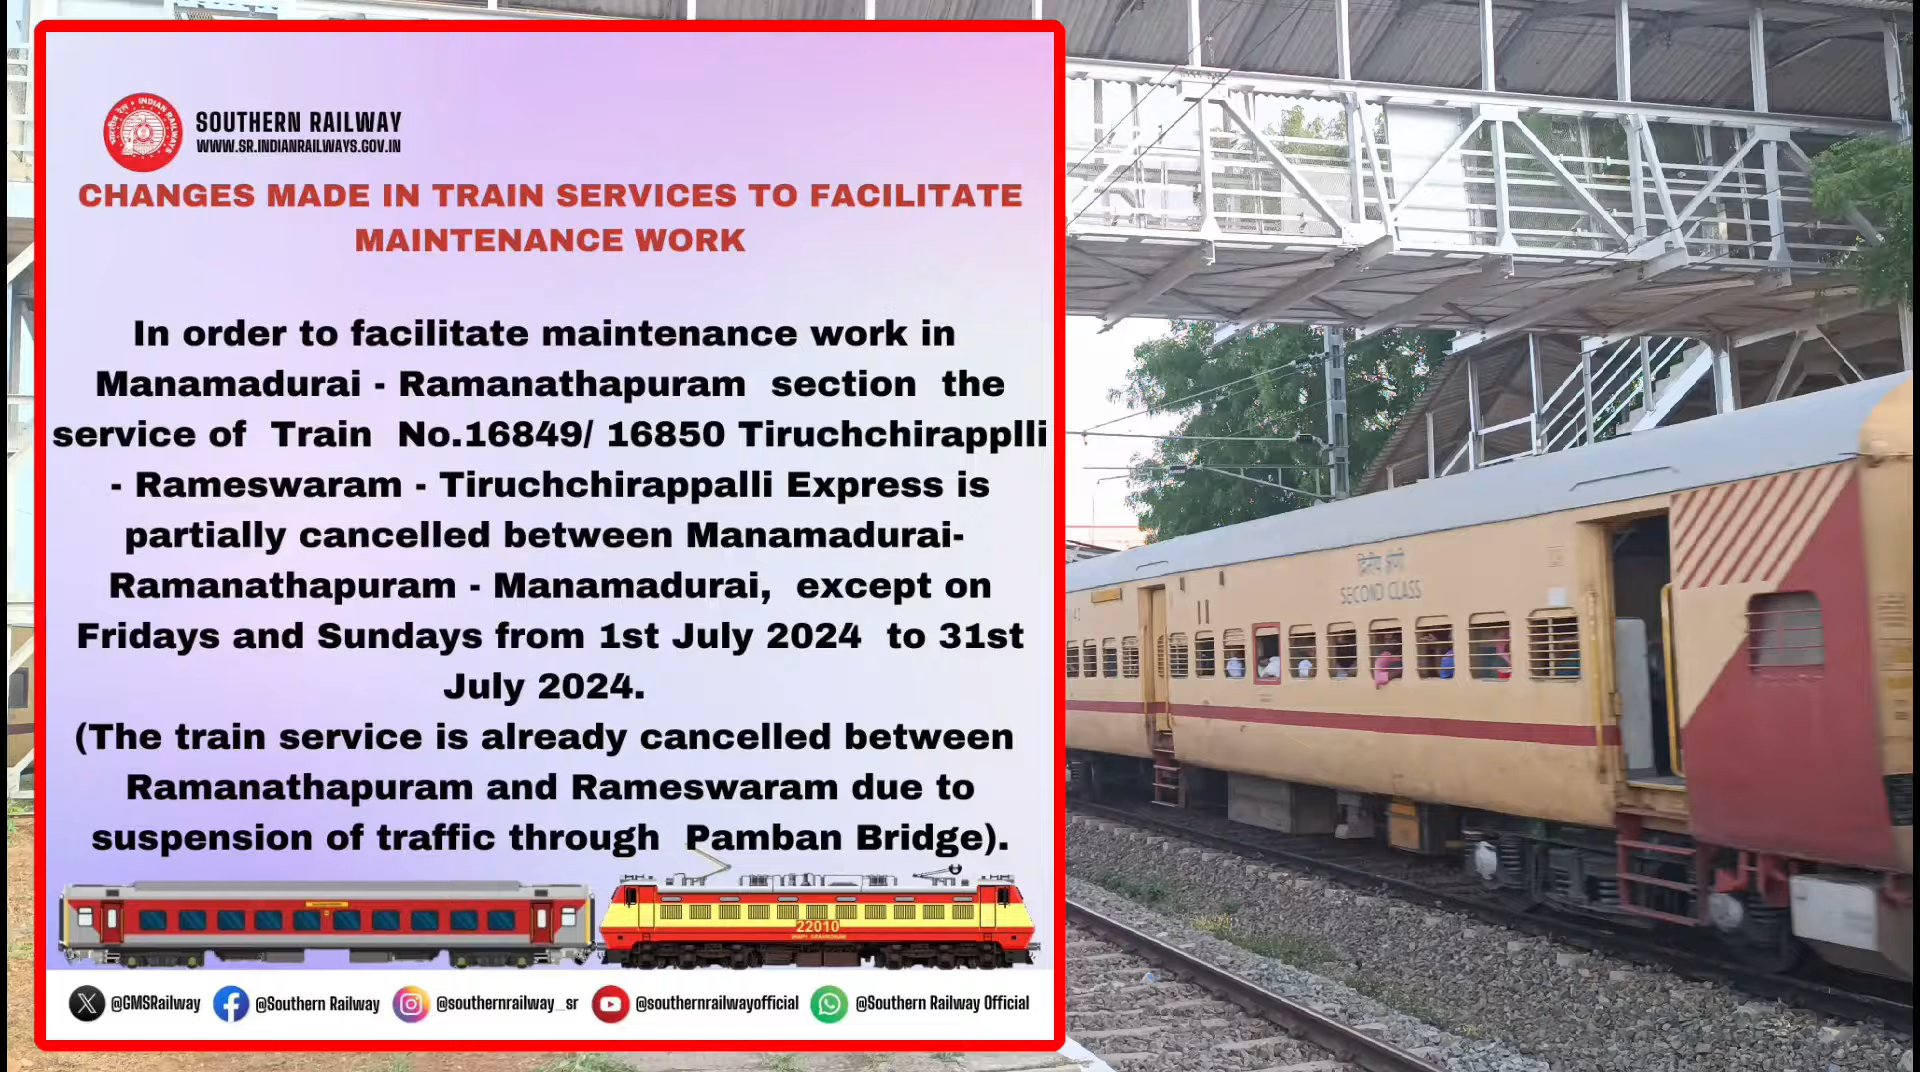 भारतीय रेल • INDIAN RAILWAYS
SOUTHERN RAILWAY
WWW.SR.INDIANRAILWAYS.GOV.IN
CHANGES MADE IN TRAIN SERVICES TO FACILITATE
MAINTENANCE WORK
In order to facilitate maintenance work in
Manamadurai - Ramanathapuram section the
service of Train No.16849/ 16850 Tiruchchirapplli
- Rameswaram - Tiruchchirappalli Express is
partially cancelled between Manamadurai-
Ramanathapuram - Manamadurai, except on
Fridays and Sundays from 1st July 2024 to 31st
July 2024.
(The train service is already cancelled between
Ramanathapuram and Rameswaram due to
suspension of traffic through Pamban Bridge).
22010
@GMSRailway @Southern Railway @southernrailway_sr @southernrailwayofficial @Southern Railway Official
द्वितीय श्रेणी
SECOND CLASS